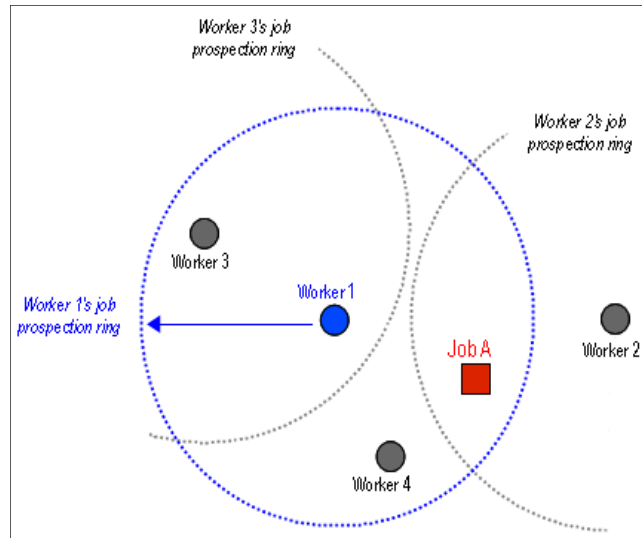 Worker 3's job
prospection ring
Worker 2's job
prospection ring
Worker 3
Worker 1
Worker 1's job
prospection ring
Job A
Worker 2
Worker 4